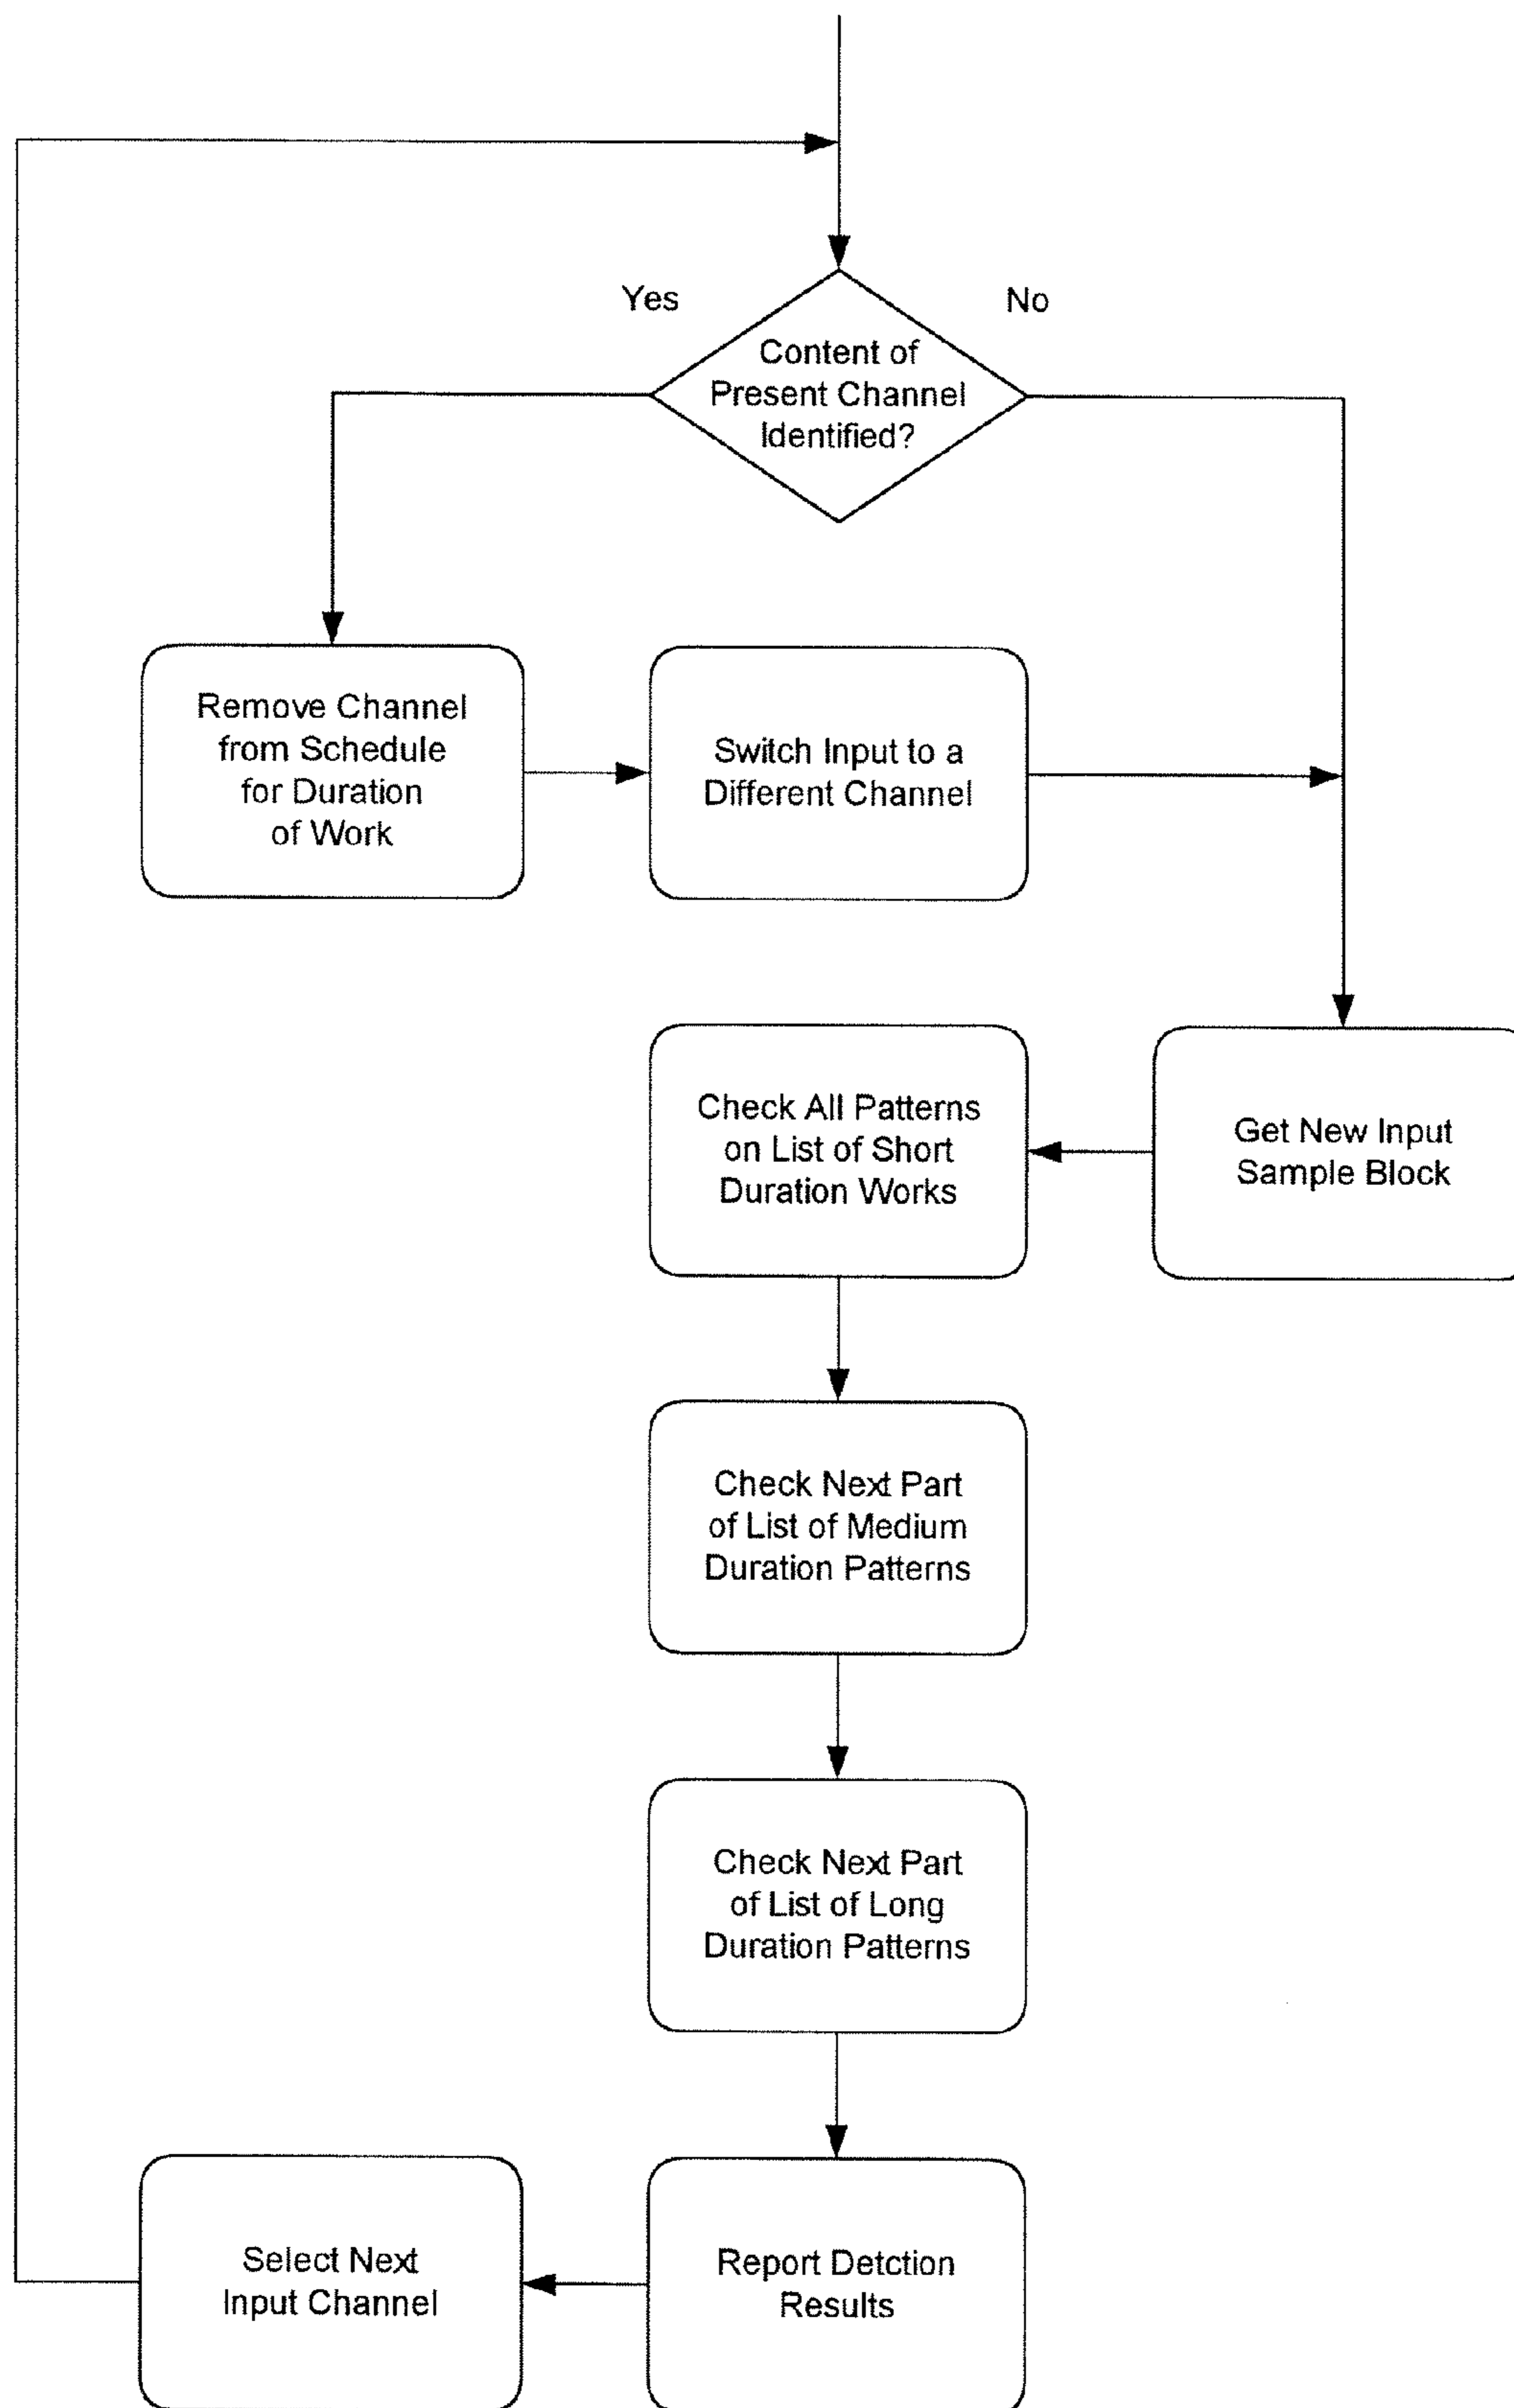 Yes
No
Content of
Present Channel
Identified?
Remove Channel
from Schedule
for Duration
of Work
Switch Input to a
Different Channel
Check All Patterns
on List of Short
Duration Works
Get New Input
Sample Block
Check Next Part
of List of Medium
Duration Patterns
Check Next Part
of List of Long
Duration Patterns
Select Next
Input Channel
Report Detction
Results